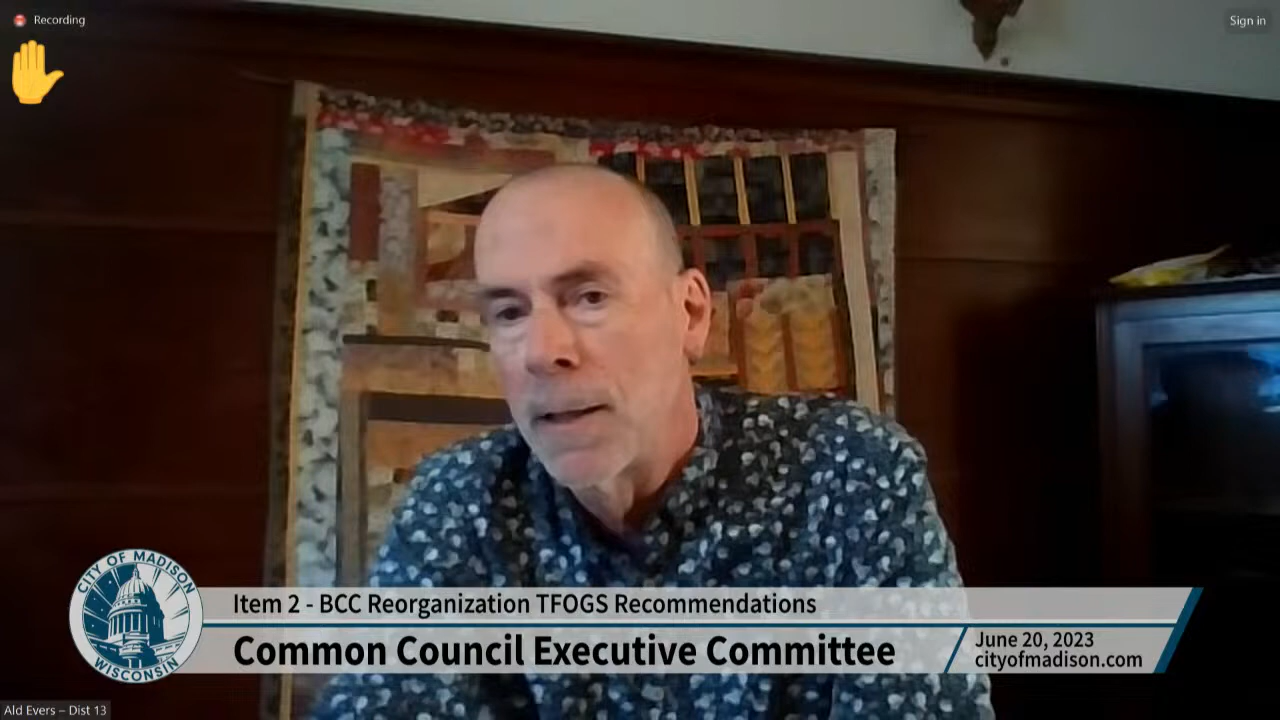 Recording
Sign in
CITY OF MADISON
WISCONSIN
Item 2 - BCC Reorganization TFOGS Recommendations
Common Council Executive Committee
June 20, 2023
cityofmadison.com
Ald Evers – Dist 13